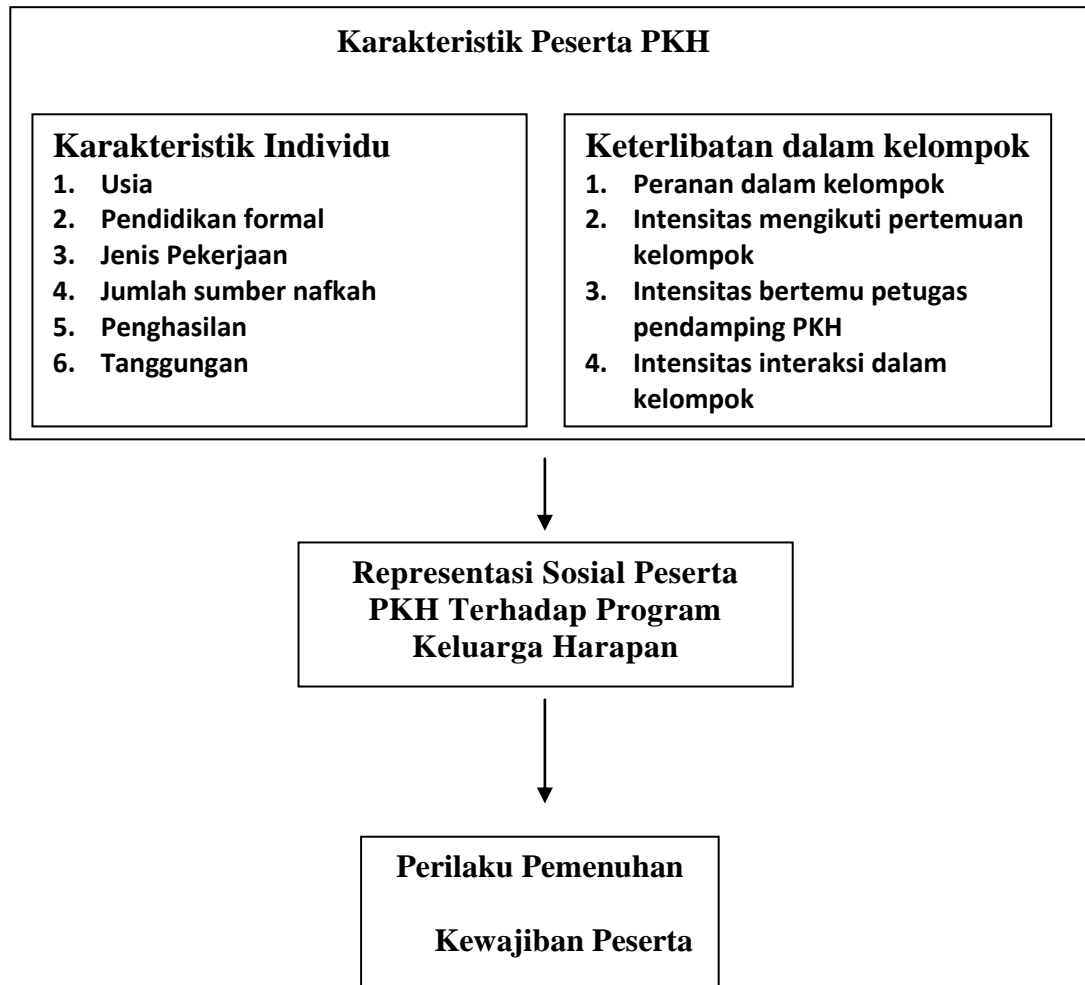 Karakteristik Peserta PKH
Karakteristik Individu
1. Usia
2. Pendidikan formal
3. Jenis Pekerjaan
4. Jumlah sumber nafkah
5. Penghasilan
6. Tanggungan
Keterlibatan dalam kelompok
1. Peranan dalam kelompok
2. Intensitas mengikuti pertemuan
kelompok
3. Intensitas bertemu petugas
pendamping PKH
4. Intensitas interaksi dalam
kelompok
Representasi Sosial Peserta
PKH Terhadap Program
Keluarga Harapan
Perilaku Pemenuhan
Kewajiban Peserta